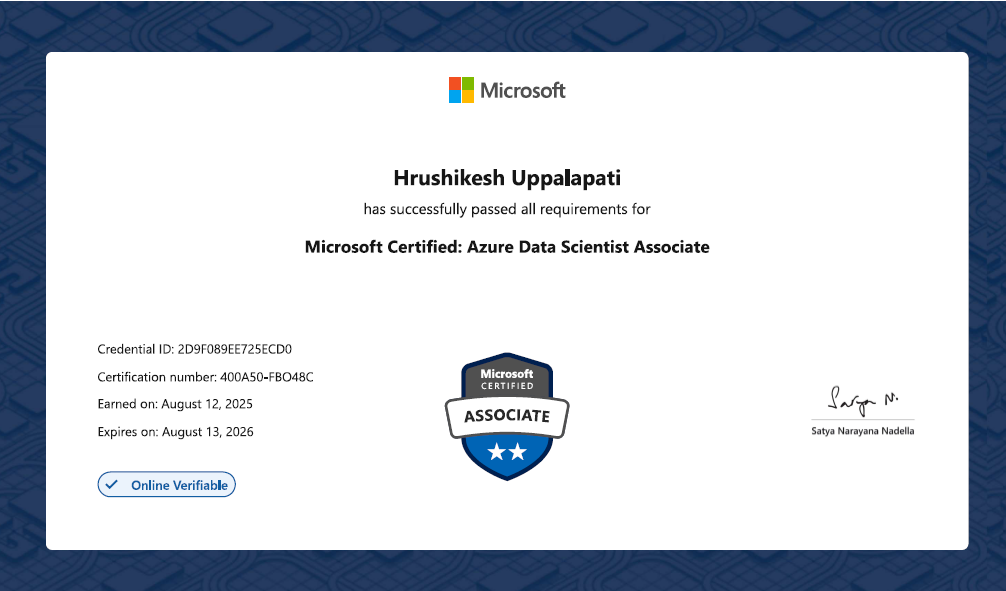 Microsoft
Hrushikesh Uppalapati
has successfully passed all requirements for
Microsoft Certified: Azure Data Scientist Associate
Credential ID: 2D9F089EE725ECD0
Certification number: 400A50-FBO48C
Earned on: August 12, 2025
Expires on: August 13, 2026
Online Verifiable
Microsoft
CERTIFIED
ASSOCIATE
Satya N.
Satya Narayana Nadella